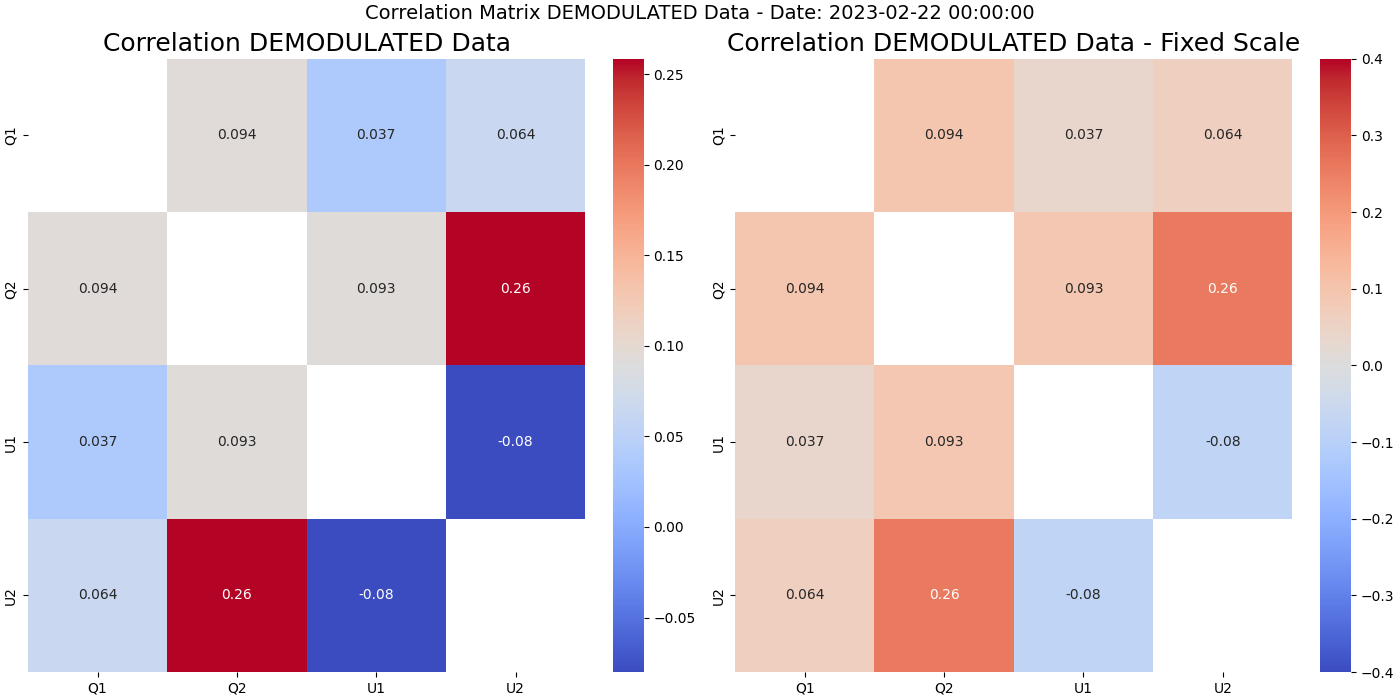 Correlation Matrix DEMODULATED Data - Date: 2023-02-22 00:00:00
Correlation DEMODULATED Data
Q1
0.094
0.037
0.064
Q2
0.094
0.093
0.26
U1
0.037
0.093
-0.08
U2
0.064
0.26
-0.08
Q1
Q2
U1
U2
0.25
0.20
0.15
0.10
0.05
0.00
−0.05
Correlation DEMODULATED Data - Fixed Scale
Q1
0.094
0.037
0.064
Q2
0.094
0.093
0.26
U1
0.037
0.093
-0.08
U2
0.064
0.26
-0.08
Q1
Q2
U1
U2
0.4
0.3
0.2
0.1
0.0
−0.1
−0.2
−0.3
−0.4